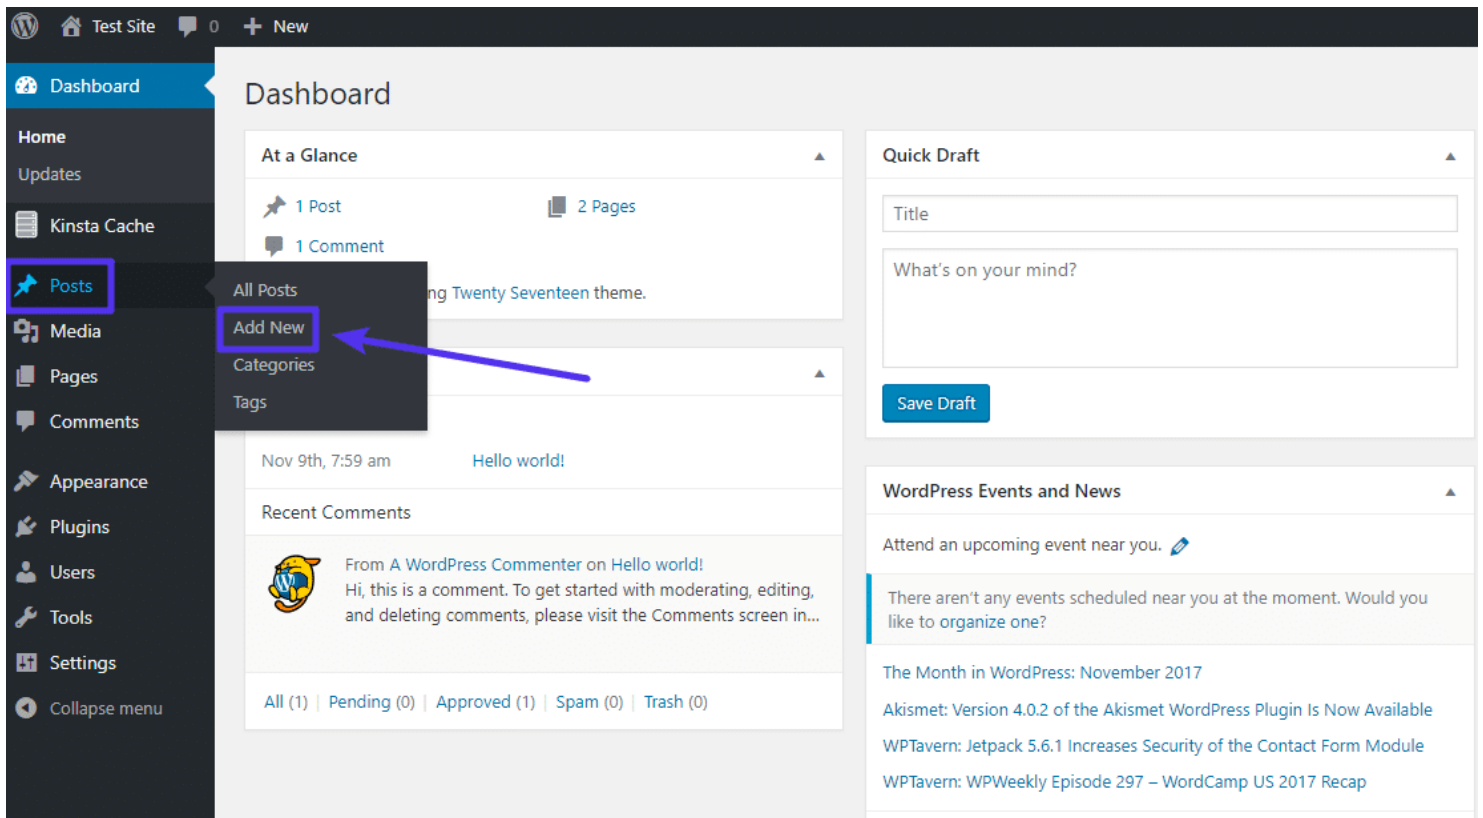 Test Site
0
New
Dashboard
Home
Updates
Kinsta Cache
Posts
Media
Pages
Comments
Appearance
Plugins
Users
Tools
Settings
Collapse menu
All Posts
Add New
Categories
Tags
Dashboard
At a Glance
1 Post
2 Pages
1 Comment
Twenty Seventeen theme.
Nov 9th, 7:59 am
Hello world!
Recent Comments
From A WordPress Commenter on Hello world!
Hi, this is a comment. To get started with moderating, editing,
and deleting comments, please visit the Comments screen in...
All (1) | Pending (0) | Approved (1) | Spam (0) | Trash (0)
Quick Draft
Title
What's on your mind?
Save Draft
WordPress Events and News
Attend an upcoming event near you.
There aren't any events scheduled near you at the moment. Would you
like to organize one?
The Month in WordPress: November 2017
Akismet: Version 4.0.2 of the Akismet WordPress Plugin Is Now Available
WPTavern: Jetpack 5.6.1 Increases Security of the Contact Form Module
WPTavern: WPWeekly Episode 297 – WordCamp US 2017 Recap